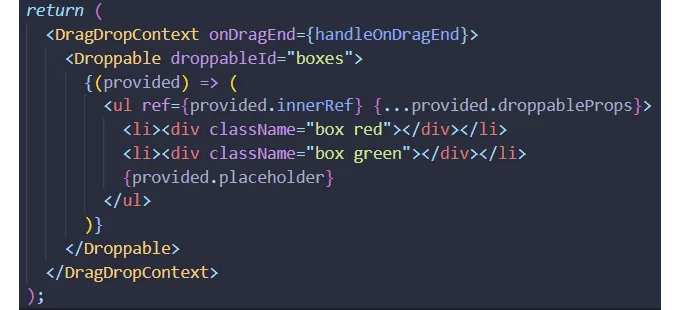 return (
<DragDropContext onDragEnd={handleOnDragEnd}>
<Droppable droppableId="boxes">
{(provided) => (
<ul ref={provided.innerRef} {...provided.droppableProps}>
<li><div className="box red"></div></li>
<li><div className="box green"></div></li>
{provided.placeholder}
</ul>
)}
</Droppable>
</DragDropContext>
);